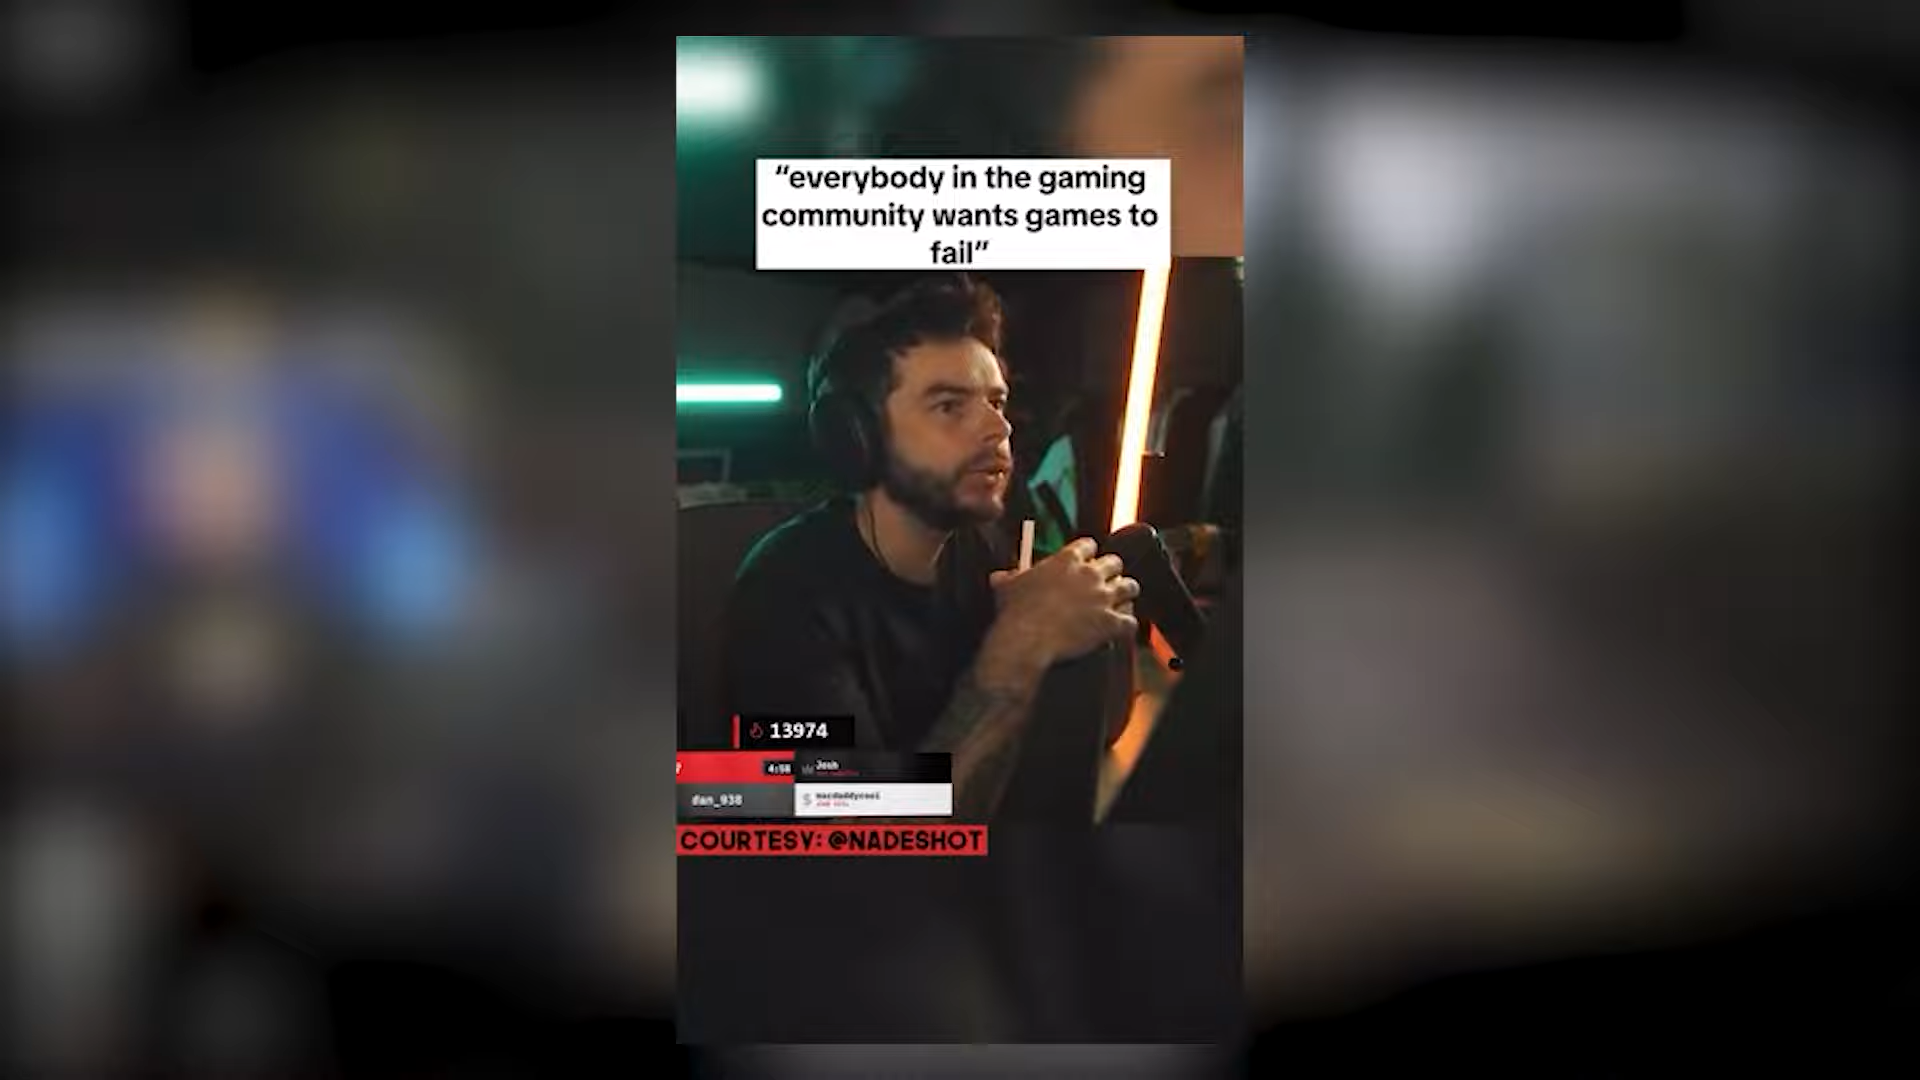 “everybody in the gaming
community wants games to
fail”
13974
4:58
Josh
dan_938
COURTESY: @NADESHOT